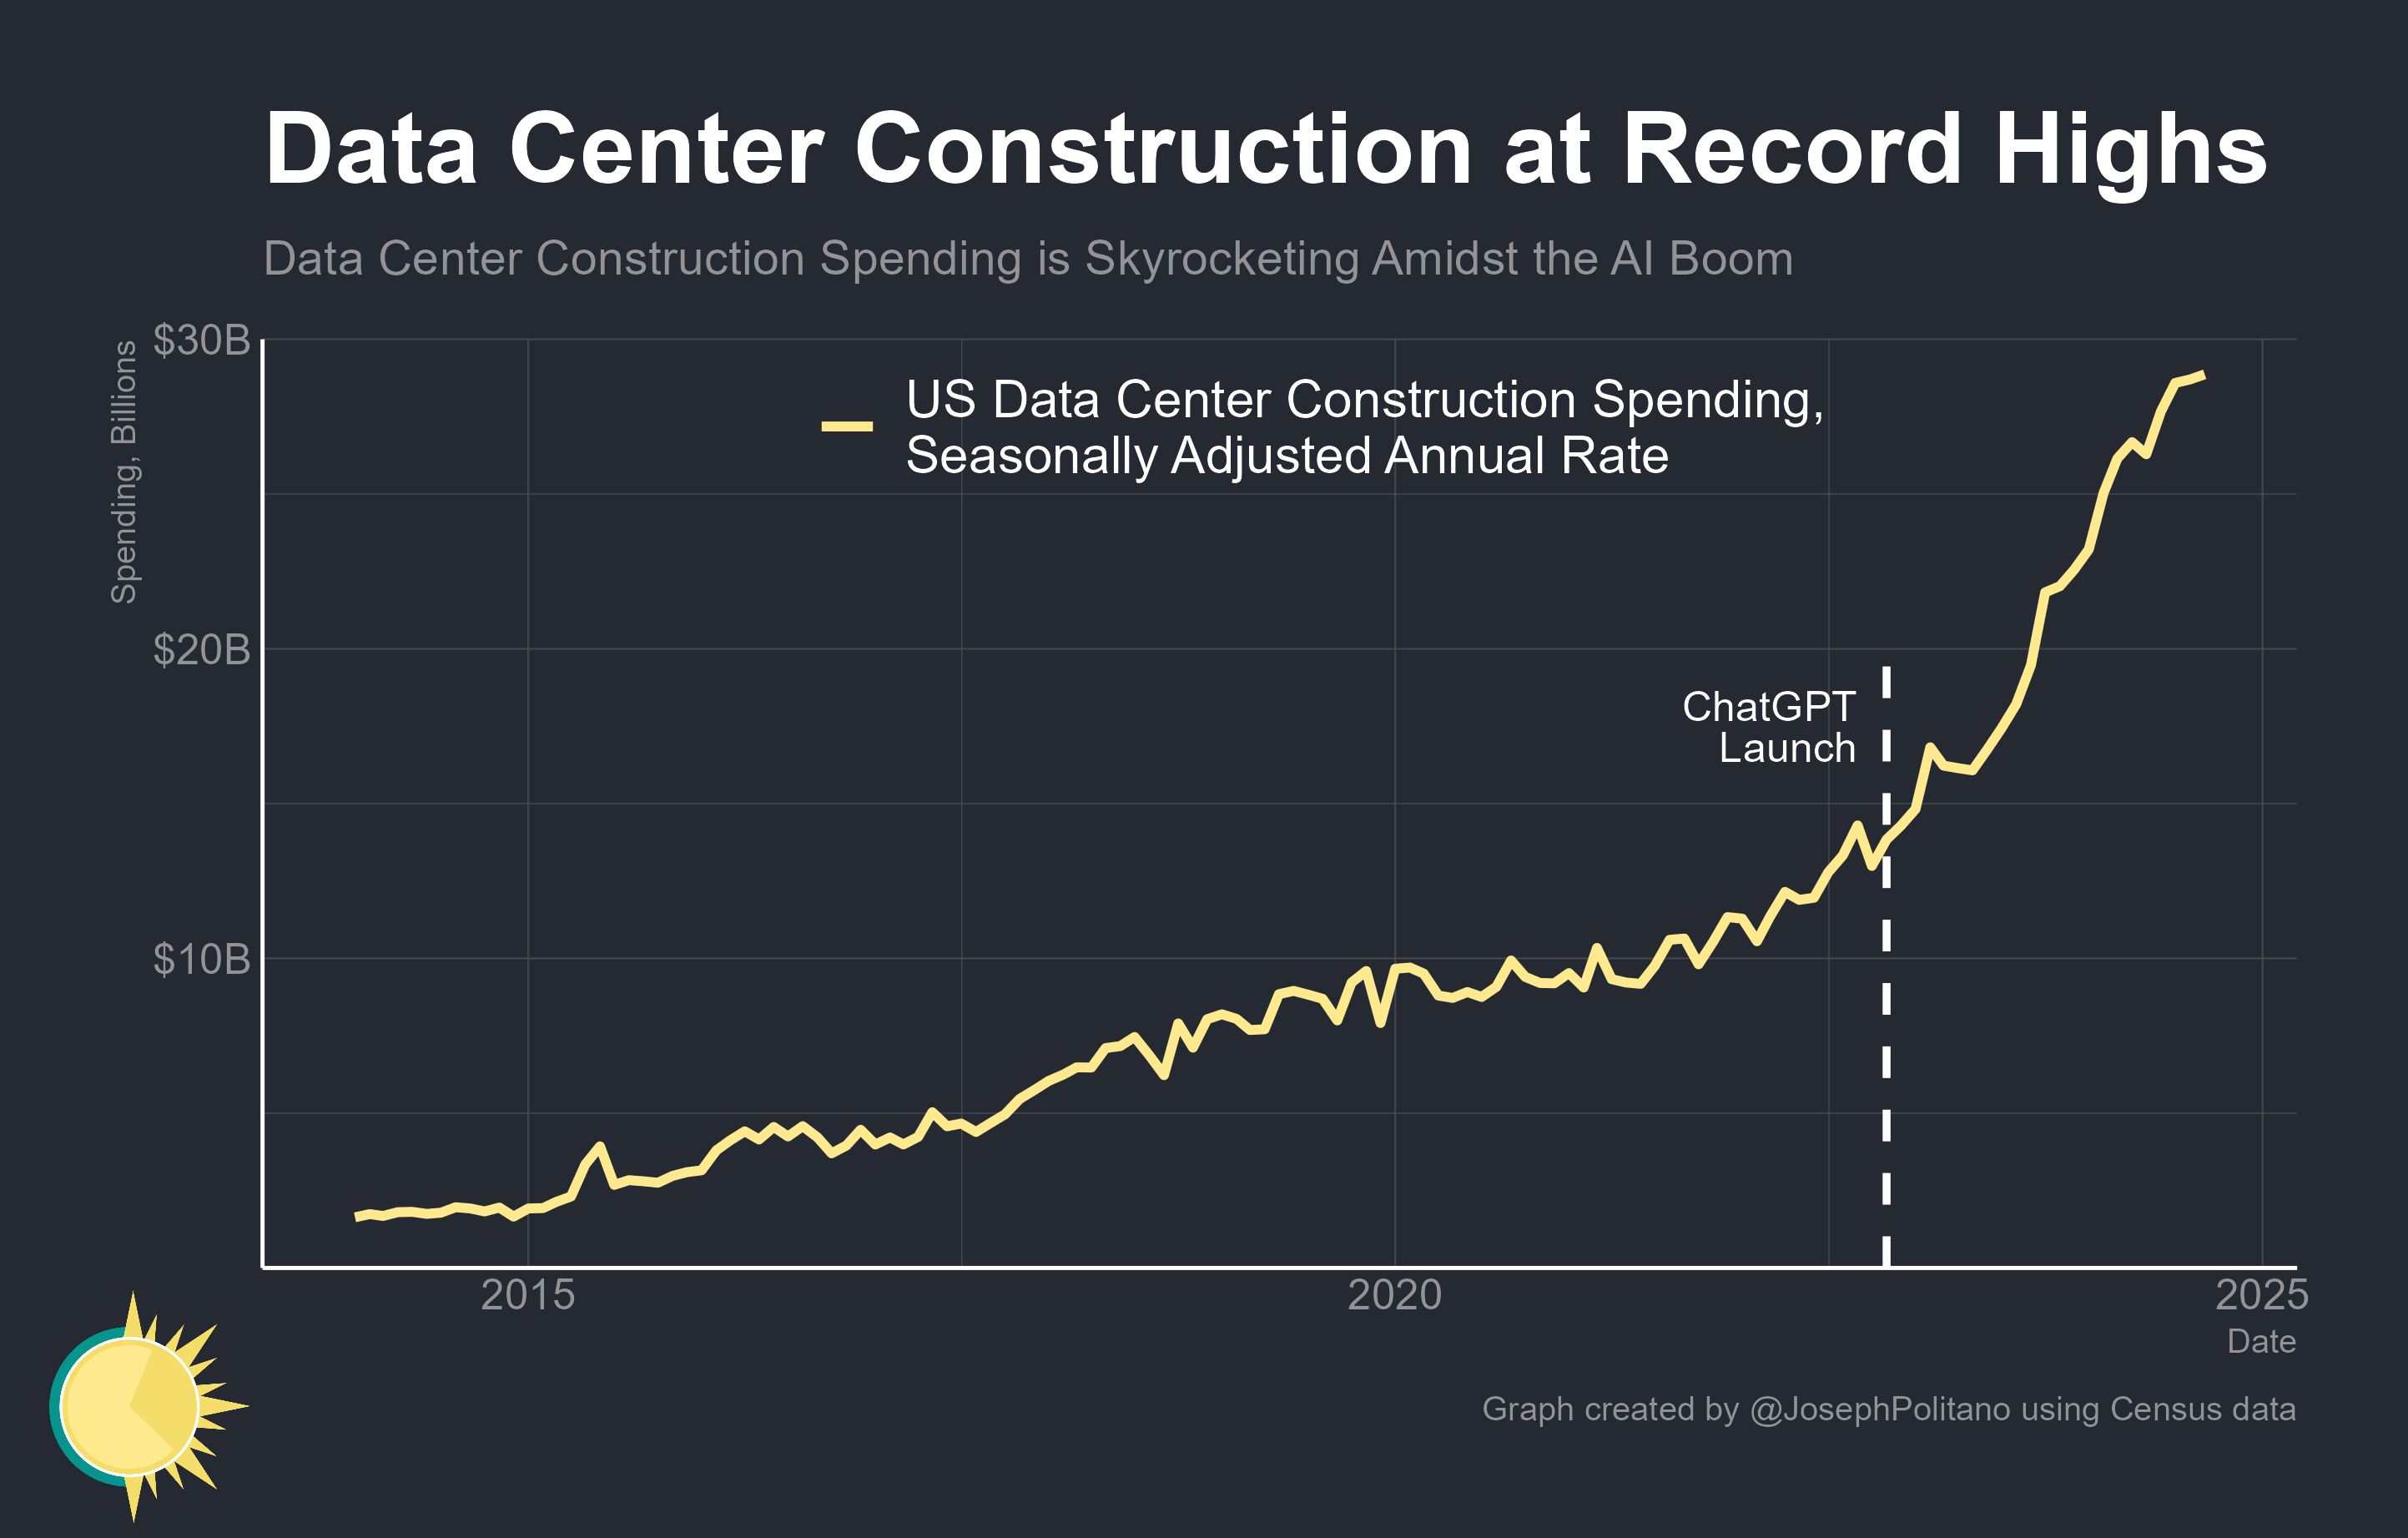 Data Center Construction at Record Highs
Data Center Construction Spending is Skyrocketing Amidst the AI Boom
Spending, Billions
$30B
$20B
$10B
US Data Center Construction Spending,
Seasonally Adjusted Annual Rate
ChatGPT
Launch
2015
2020
2025
Date
Graph created by @JosephPolitano using Census data